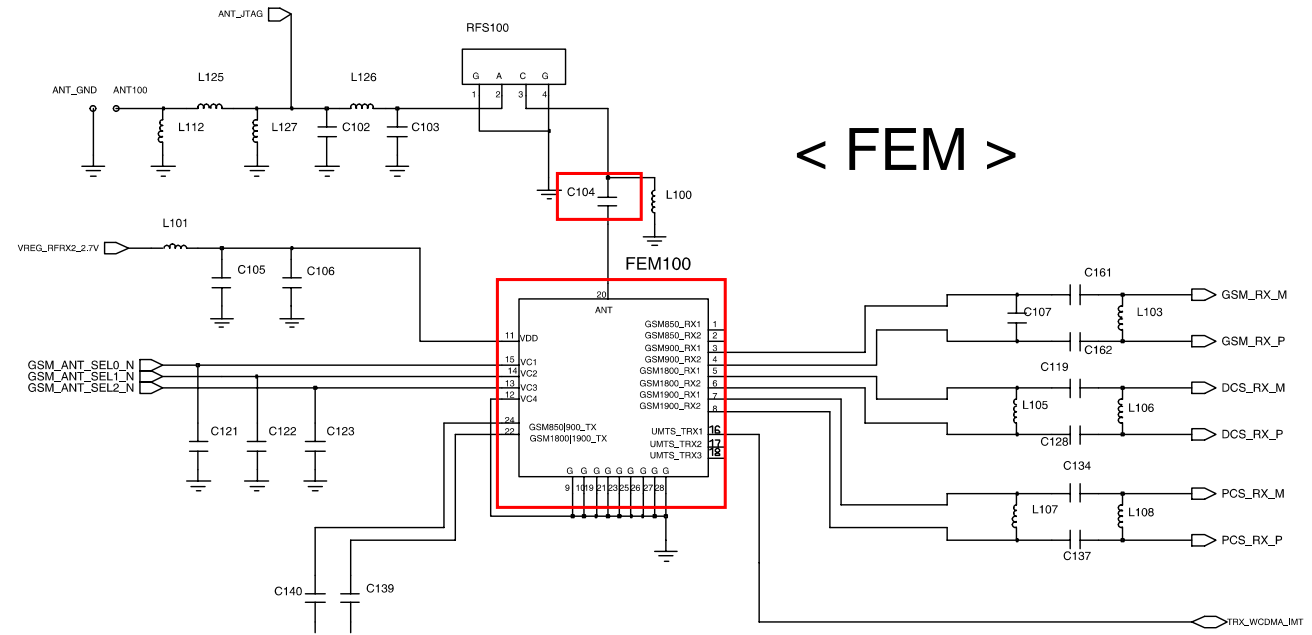 ANT_JTAG
RFS100
G A C G
1 2 3 4
L125
L126
ANT_GND ANT100
L112
L127
C102
C103
< FEM >
C104
L100
L101
VREG_RFRX2_2.7V
C105
C106
FEM100
20
ANT
11 VDD
15 VC1
14 VC2
13 VC3
12 VC4
24 GSM850|900_TX
22 GSM1800|1900_TX
GSM850_RX1 1
GSM850_RX2 2
GSM900_RX1 3
GSM900_RX2 4
GSM1800_RX1 5
GSM1800_RX2 6
GSM1900_RX1 7
GSM1900_RX2 8
UMTS_TRX1 16
UMTS_TRX2 17
UMTS_TRX3 18
G G G G G G G G G
9 10 19 21 23 25 26 27 28
GSM_ANT_SEL0_N
GSM_ANT_SEL1_N
GSM_ANT_SEL2_N
C121
C122
C123
C140
C139
C161
GSM_RX_M
C107
L103
GSM_RX_P
C162
C119
DCS_RX_M
L105
L106
DCS_RX_P
C128
C134
PCS_RX_M
L107
L108
PCS_RX_P
C137
TRX_WCDMA_IMT